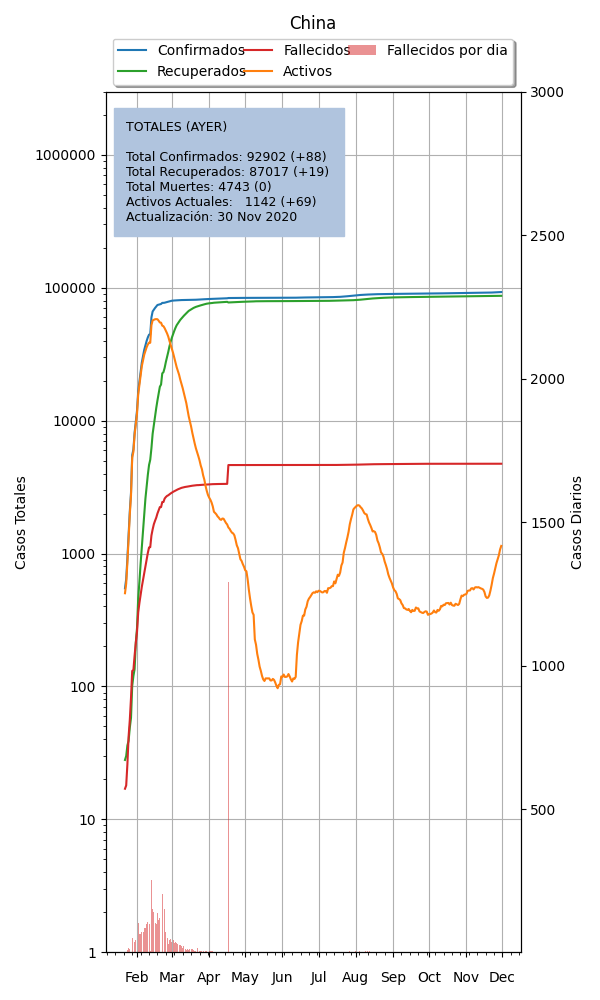 China
Confirmados
Fallecidos
Fallecidos por dia
Recuperados
Activos
TOTALES (AYER)
Total Confirmados: 92902 (+88)
Total Recuperados: 87017 (+19)
Total Muertes: 4743 (0)
Activos Actuales:   1142 (+69)
Actualización: 30 Nov 2020
Casos Totales
1000000
100000
10000
1000
100
10
1
3000
2500
2000
1500
1000
500
Casos Diarios
Feb Mar Apr May Jun Jul Aug Sep Oct Nov Dec